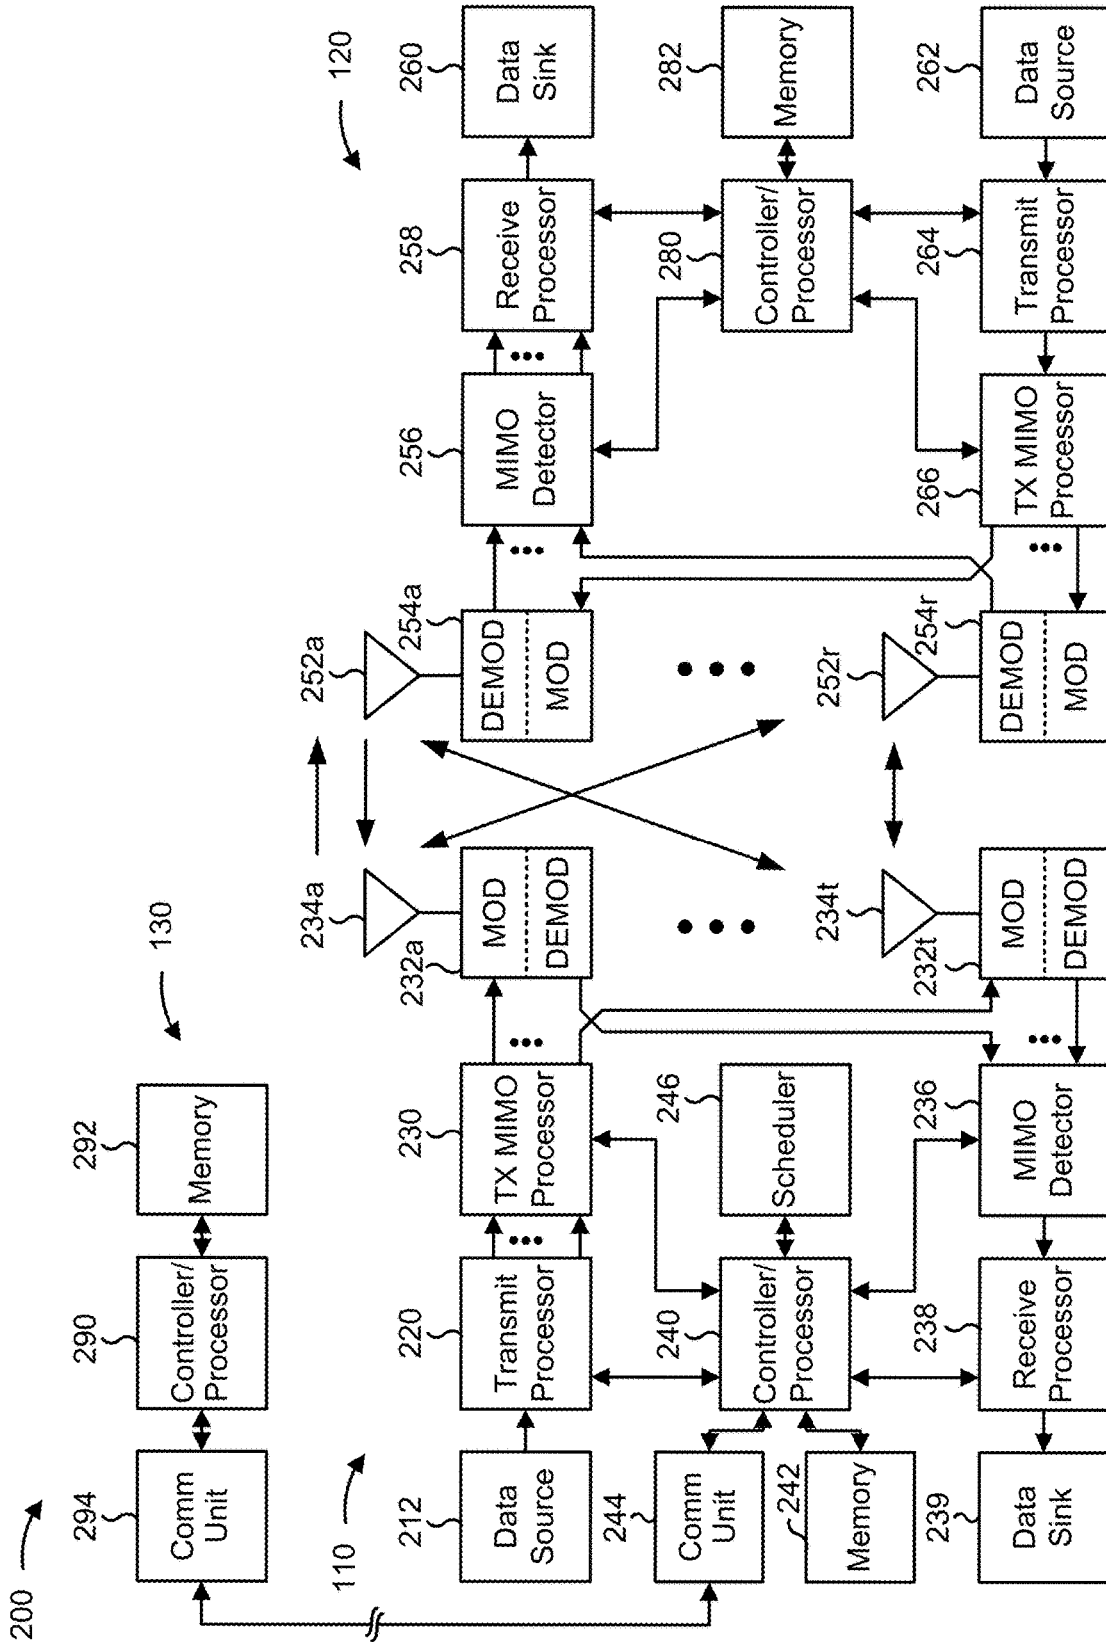 200
294
Comm
Unit
290
Controller/
Processor
292
Memory
130
110
212
Data
Source
220
Transmit
Processor
230
TX MIMO
Processor
232a
MOD
DEMOD
234a
252a
254a
DEMOD
MOD
256
MIMO
Detector
258
Receive
Processor
260
Data
Sink
120
244
Comm
Unit
242
Memory
240
Controller/
Processor
246
Scheduler
280
Controller/
Processor
282
Memory
239
Data
Sink
238
Receive
Processor
236
MIMO
Detector
232t
MOD
DEMOD
234t
252r
254r
DEMOD
MOD
266
TX MIMO
Processor
264
Transmit
Processor
262
Data
Source